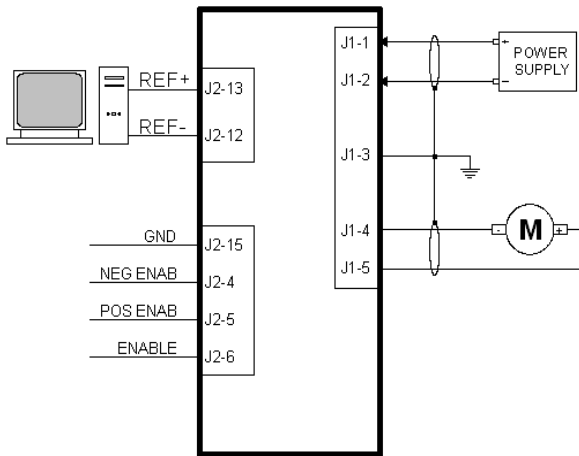 REF+
J2-13
REF-
J2-12
GND
J2-15
NEG ENAB
J2-4
POS ENAB
J2-5
ENABLE
J2-6
J1-1
J1-2
J1-3
J1-4
J1-5
+
POWER
SUPPLY
-
-
M
+